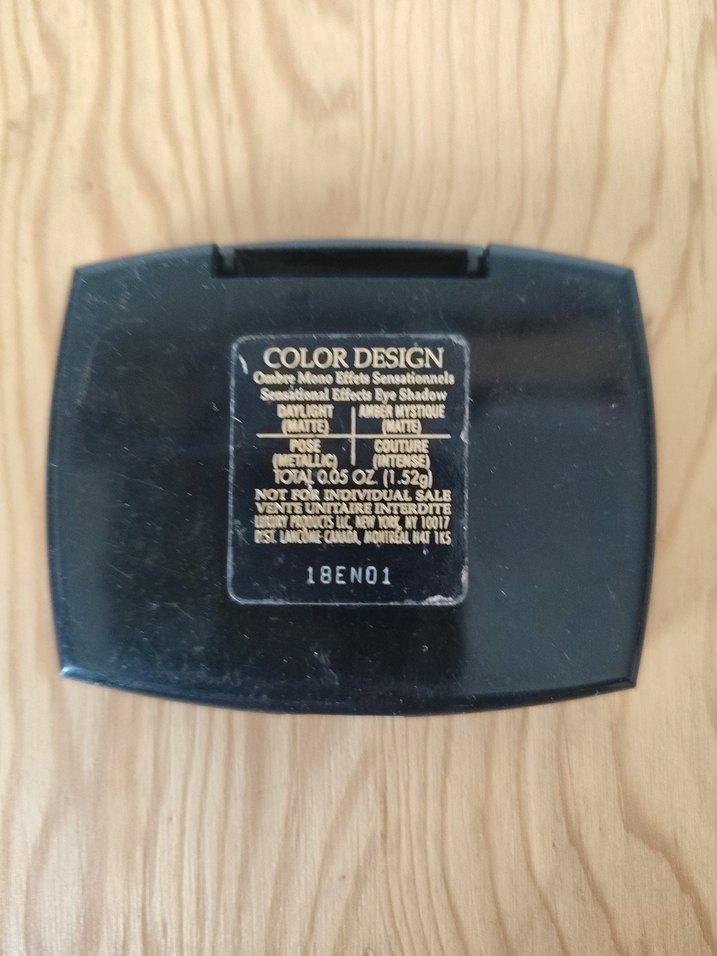 COLOR DESIGN
Ombre Mono Effets Sensationnels
Sensational Effects Eye Shadow
DAYLIGHT AMBER MYSTIQUE
(MATTE) (MATTE)
POSE COUTURE
(METALLIC) (INTENSE)
TOTAL 0.05 OZ. (1.52g)
NOT FOR INDIVIDUAL SALE
VENTE UNITAIRE INTERDITE
LUXURY PRODUCTS LLC, NEW YORK, NY 10017
DIST. LANCOME CANADA, MONTRÉAL H4T 1K5
18EN01